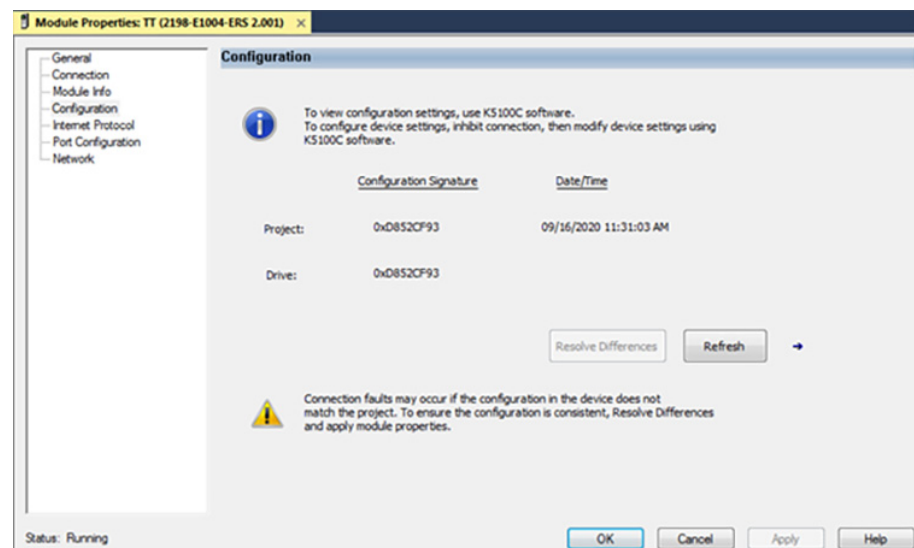 Module Properties: TT (2198-E1004-ERS 2.001) ×
General
Connection
Module Info
Configuration
Internet Protocol
Port Configuration
Network
Configuration
To view configuration settings, use K5100C software.
To configure device settings, inhibit connection, then modify device settings using
K5100C software.
Configuration Signature Date/Time
Project: 0xD852CF93 09/16/2020 11:31:03 AM
Drive: 0xD852CF93
Resolve Differences Refresh
Connection faults may occur if the configuration in the device does not
match the project. To ensure the configuration is consistent, Resolve Differences
and apply module properties.
Status: Running OK Cancel Apply Help